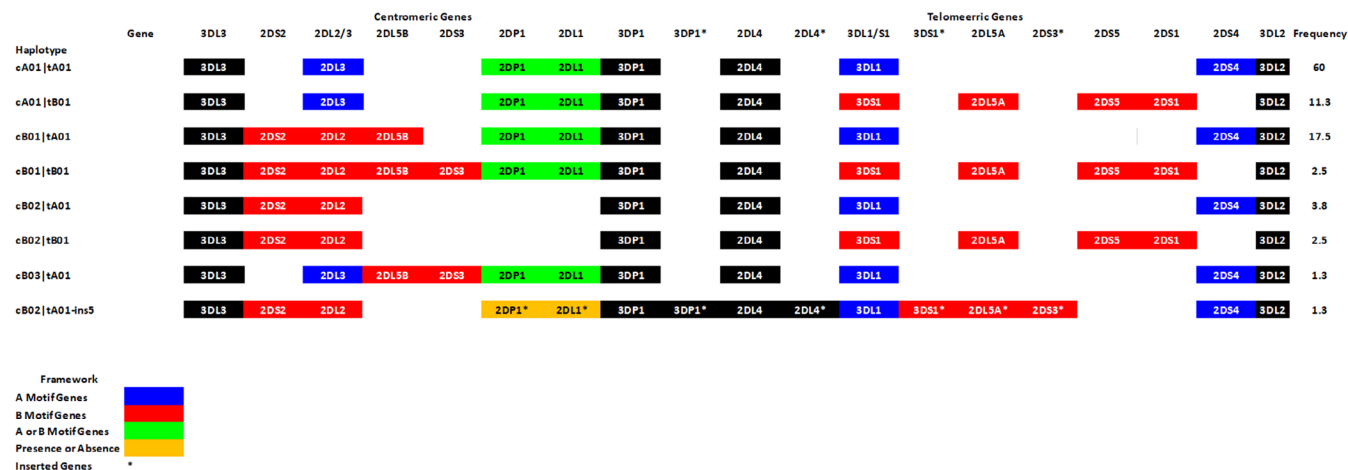 Centromeric Genes Telomeerric Genes
Gene 3DL3 2DS2 2DL2/3 2DL5B 2DS3 2DP1 2DL1 3DP1 3DP1* 2DL4 2DL4* 3DL1/S1 3DS1* 2DL5A 2DS3* 2DS5 2DS1 2DS4 3DL2 Frequency
Haplotype
cA01|tA01 3DL3 2DL3 2DP1 2DL1 3DP1 2DL4 3DL1 2DS4 3DL2 60
cA01|tB01 3DL3 2DL3 2DP1 2DL1 3DP1 2DL4 3DS1 2DL5A 2DS5 2DS1 3DL2 11.3
cB01|tA01 3DL3 2DS2 2DL2 2DL5B 2DP1 2DL1 3DP1 2DL4 3DL1 2DS4 3DL2 17.5
cB01|tB01 3DL3 2DS2 2DL2 2DL5B 2DS3 2DP1 2DL1 3DP1 2DL4 3DS1 2DL5A 2DS5 2DS1 3DL2 2.5
cB02|tA01 3DL3 2DS2 2DL2 3DP1 2DL4 3DL1 2DS4 3DL2 3.8
cB02|tB01 3DL3 2DS2 2DL2 3DP1 2DL4 3DS1 2DL5A 2DS5 2DS1 3DL2 2.5
cB03|tA01 3DL3 2DL3 2DL5B 2DS3 2DP1 2DL1 3DP1 2DL4 3DL1 2DS4 3DL2 1.3
cB02|tA01-ins5 3DL3 2DS2 2DL2 2DP1* 2DL1* 3DP1 3DP1* 2DL4 2DL4* 3DL1 3DS1* 2DL5A* 2DS3* 2DS4 3DL2 1.3
Framework
A Motif Genes
B Motif Genes
A or B Motif Genes
Presence or Absence
Inserted Genes *